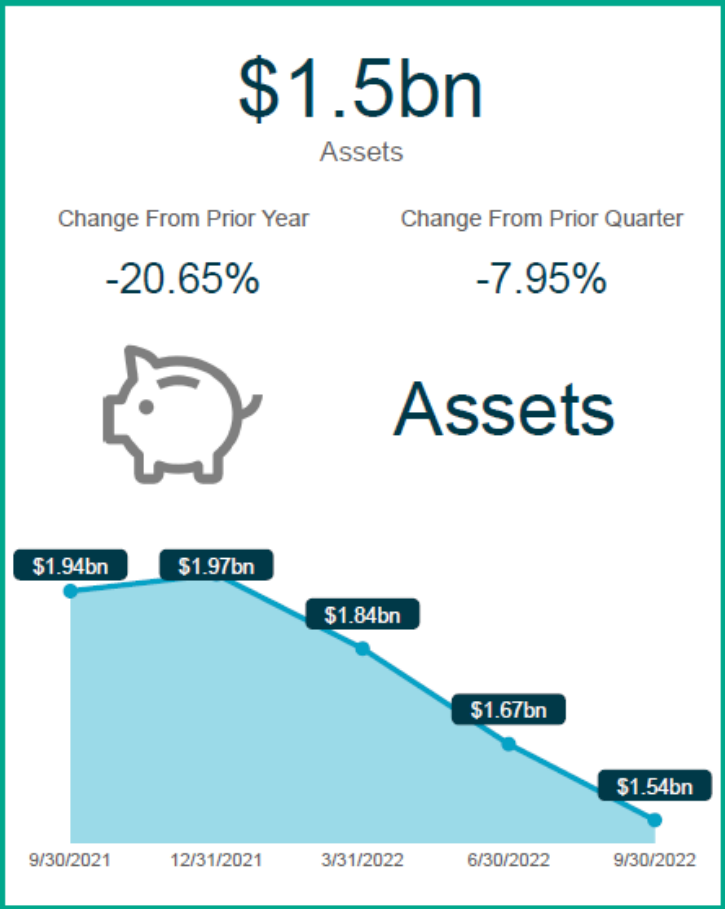 $1.5bn
Assets
Change From Prior Year
Change From Prior Quarter
-20.65%
-7.95%
Assets
$1.94bn
$1.97bn
$1.84bn
$1.67bn
$1.54bn
9/30/2021
12/31/2021
3/31/2022
6/30/2022
9/30/2022